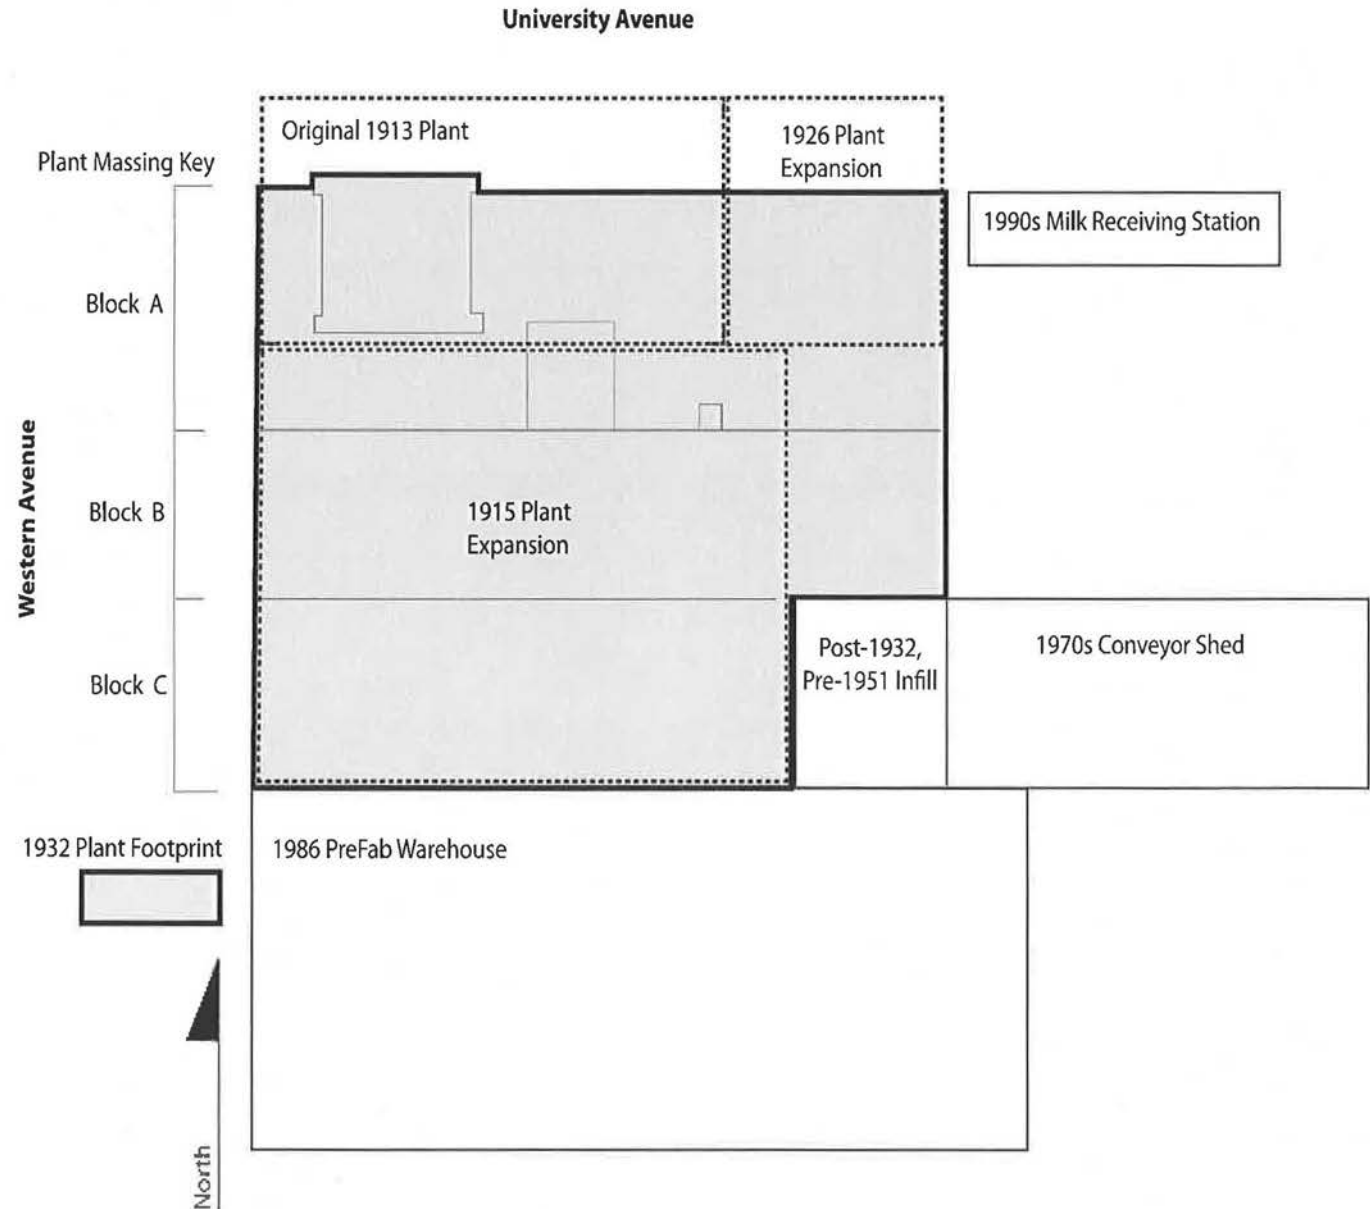 University Avenue
Original 1913 Plant
1926 Plant
Expansion
Plant Massing Key
1990s Milk Receiving Station
Block A
Western Avenue
Block B
1915 Plant
Expansion
Block C
Post-1932,
Pre-1951 Infill
1970s Conveyor Shed
1932 Plant Footprint
1986 PreFab Warehouse
North